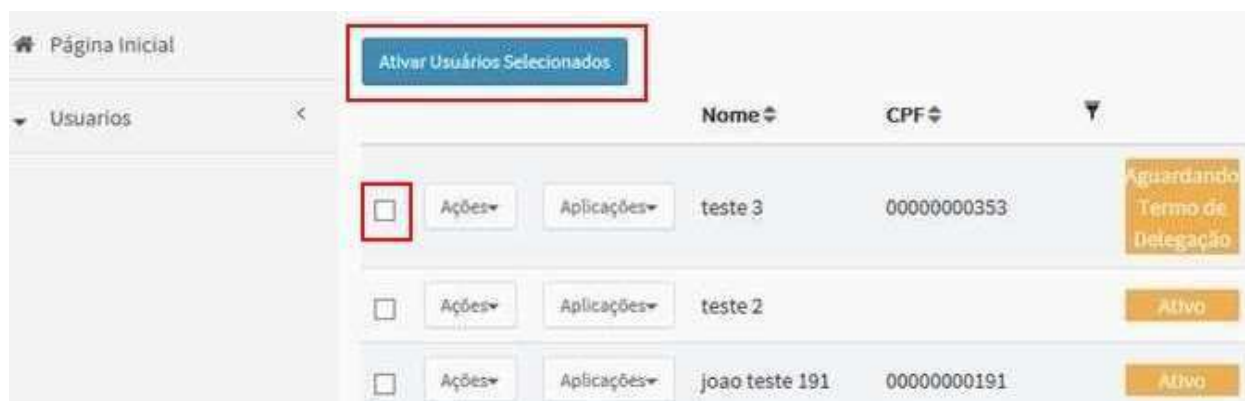 Página Inicial
Usuarios
Ativar Usuários Selecionados
Nome CPF
Ações Aplicações teste 3 00000000353 Aguardando
Termo de
Delegação
Ações Aplicações teste 2 Ativo
Ações Aplicações joao teste 191 00000000191 Ativo